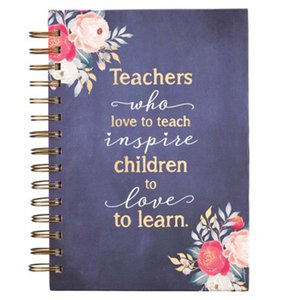 Teachers
who
love to teach
inspire
children
to
love
to learn.